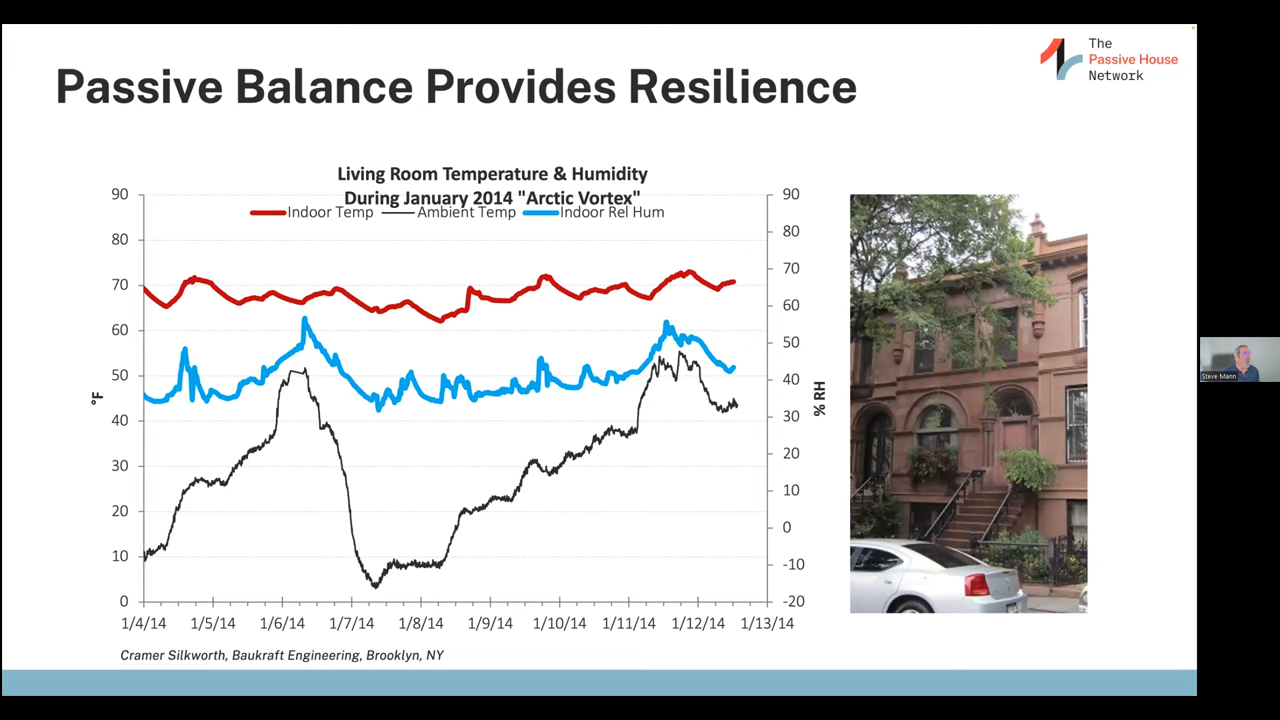 The
Passive House
Network
Passive Balance Provides Resilience
Living Room Temperature & Humidity
During January 2014 "Arctic Vortex"
Indoor Temp Ambient Temp Indoor Rel Hum
90
80
70
60
50
40
30
20
10
0
°F
90
80
70
60
50
40
30
20
10
0
-10
-20
% RH
1/4/14 1/5/14 1/6/14 1/7/14 1/8/14 1/9/14 1/10/14 1/11/14 1/12/14 1/13/14
Cramer Silkworth, Baukraft Engineering, Brooklyn, NY
Steve Mann